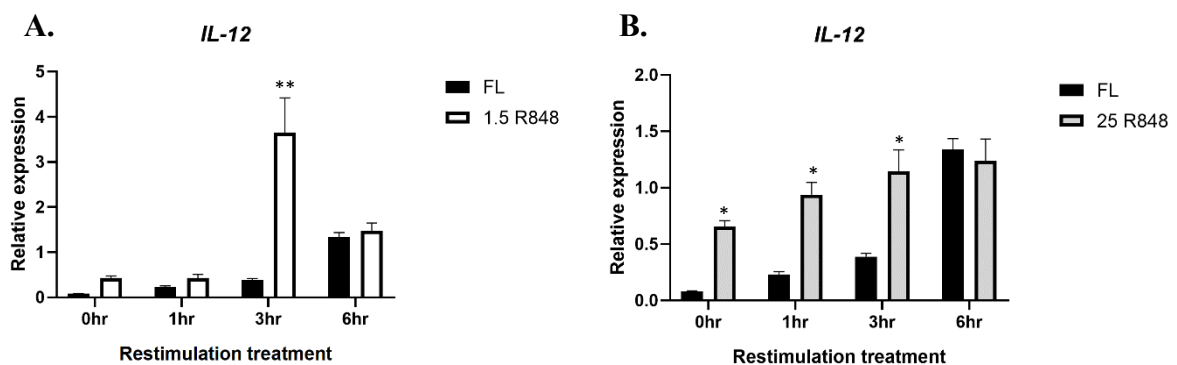 A.
IL-12
5
4
3
2
1
0
Relative expression
**
0hr 1hr 3hr 6hr
Restimulation treatment
FL
1.5 R848
B.
IL-12
2.0
1.5
1.0
0.5
0.0
Relative expression
* * *
0hr 1hr 3hr 6hr
Restimulation treatment
FL
25 R848